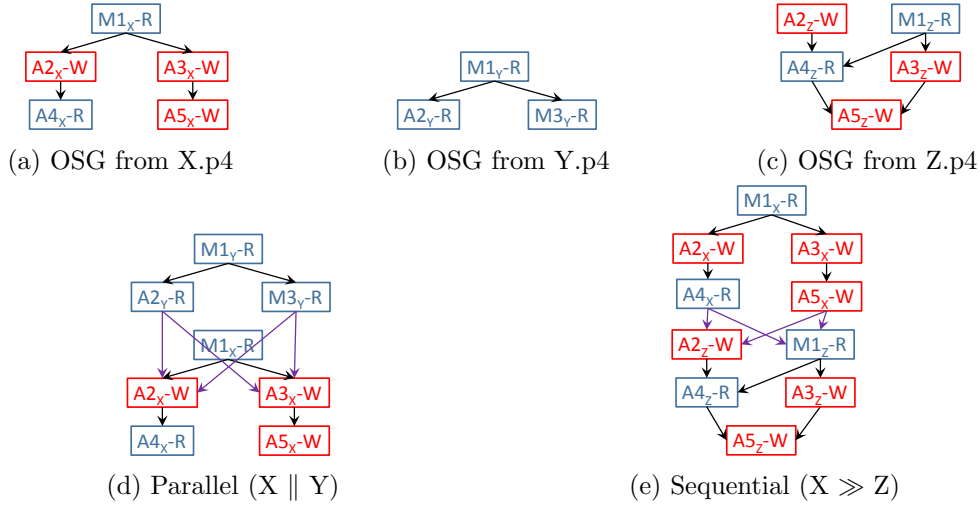 M1X-R
A2X-W A3X-W
A4X-R A5X-W
(a) OSG from X.p4
M1Y-R
A2Y-R M3Y-R
(b) OSG from Y.p4
A2Z-W M1Z-R
A4Z-R A3Z-W
A5Z-W
(c) OSG from Z.p4
M1Y-R
A2Y-R M3Y-R
M1X-R
A2X-W A3X-W
A4X-R A5X-W
(d) Parallel (X ∥ Y)
M1X-R
A2X-W A3X-W
A4X-R A5X-W
A2Z-W M1Z-R
A4Z-R A3Z-W
A5Z-W
(e) Sequential (X ≫ Z)